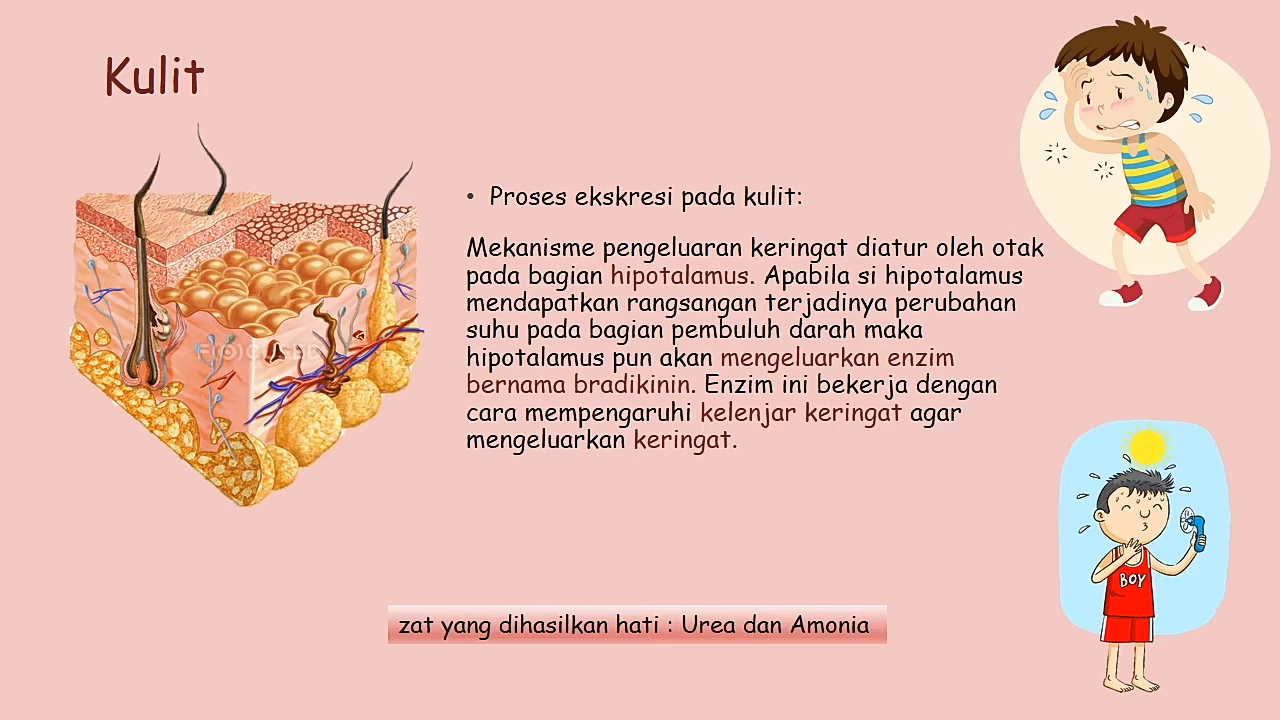 Kulit
• Proses ekskresi pada kulit:
Mekanisme pengeluaran keringat diatur oleh otak
pada bagian hipotalamus. Apabila si hipotalamus
mendapatkan rangsangan terjadinya perubahan
suhu pada bagian pembuluh darah maka
hipotalamus pun akan mengeluarkan enzim
bernama bradikinin. Enzim ini bekerja dengan
cara mempengaruhi kelenjar keringat agar
mengeluarkan keringat.
BOY
zat yang dihasilkan hati : Urea dan Amonia